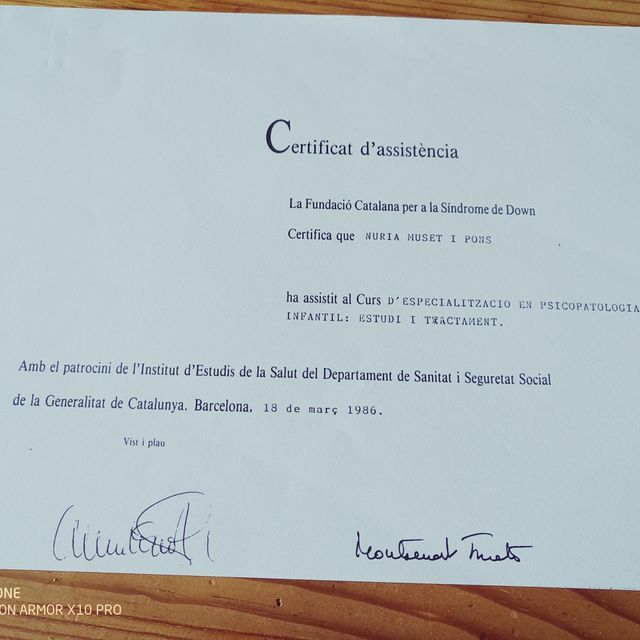 Certificat d'assistència
La Fundació Catalana per a la Síndrome de Down
Certifica que NURIA MUSET I PONS
ha assistit al Curs D'ESPECIALITZACIO EN PSICOPATOLOGIA
INFANTIL: ESTUDI I TRACTAMENT.
Amb el patrocini de l'Institut d'Estudis de la Salut del Departament de Sanitat i Seguretat Social
de la Generalitat de Catalunya. Barcelona, 18 de març 1986.
Vist i plau
Montserrat
ONE
ON ARMOR X10 PRO